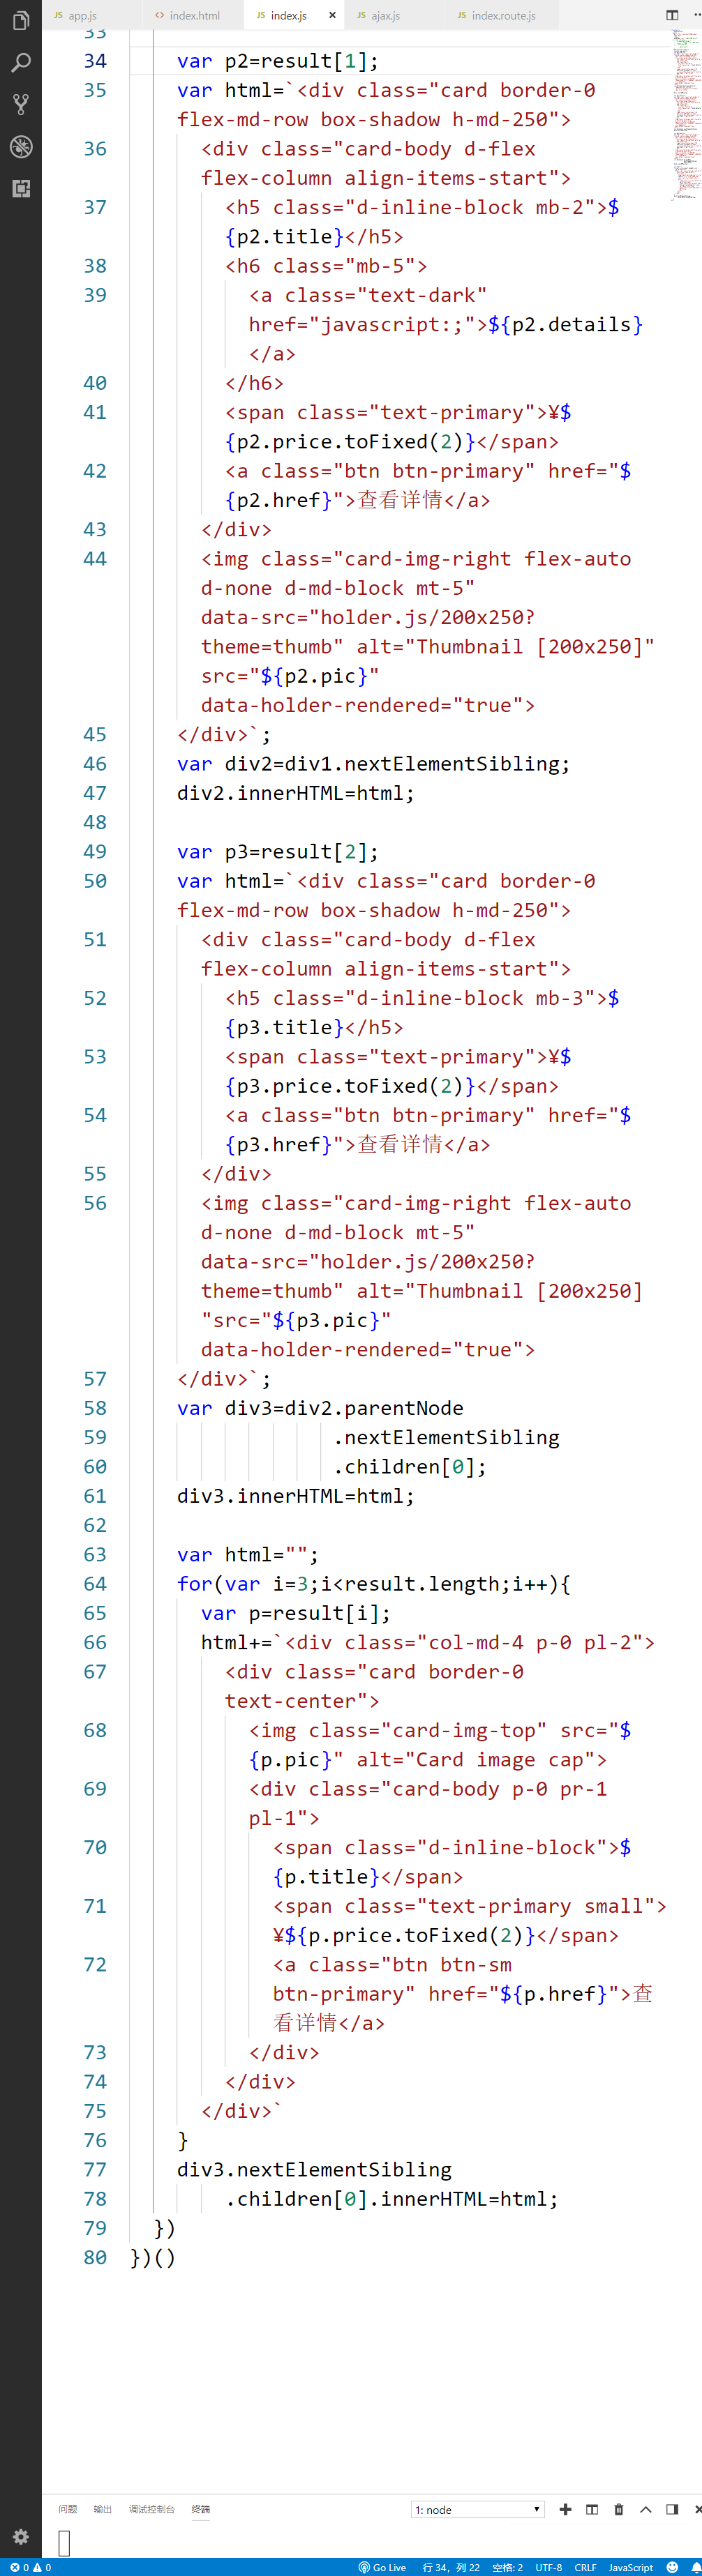 JS app.js
<> index.html
JS index.js ×
JS ajax.js
JS index.route.js
33
34 var p2=result[1];
35 var html=`<div class="card border-0
flex-md-row box-shadow h-md-250">
36 <div class="card-body d-flex
flex-column align-items-start">
37 <h5 class="d-inline-block mb-2">$
{p2.title}</h5>
38 <h6 class="mb-5">
39 <a class="text-dark"
href="javascript:;">${p2.details}
</a>
40 </h6>
41 <span class="text-primary">¥$
{p2.price.toFixed(2)}</span>
42 <a class="btn btn-primary" href="$
{p2.href}">查看详情</a>
43 </div>
44 <img class="card-img-right flex-auto
d-none d-md-block mt-5"
data-src="holder.js/200x250?
theme=thumb" alt="Thumbnail [200x250]"
src="${p2.pic}"
data-holder-rendered="true">
45 </div>`;
46 var div2=div1.nextElementSibling;
47 div2.innerHTML=html;
48
49 var p3=result[2];
50 var html=`<div class="card border-0
flex-md-row box-shadow h-md-250">
51 <div class="card-body d-flex
flex-column align-items-start">
52 <h5 class="d-inline-block mb-3">$
{p3.title}</h5>
53 <span class="text-primary">¥$
{p3.price.toFixed(2)}</span>
54 <a class="btn btn-primary" href="$
{p3.href}">查看详情</a>
55 </div>
56 <img class="card-img-right flex-auto
d-none d-md-block mt-5"
data-src="holder.js/200x250?
theme=thumb" alt="Thumbnail [200x250]
"src="${p3.pic}"
data-holder-rendered="true">
57 </div>`;
58 var div3=div2.parentNode
59 .nextElementSibling
60 .children[0];
61 div3.innerHTML=html;
62
63 var html="";
64 for(var i=3;i<result.length;i++){
65 var p=result[i];
66 html+=`<div class="col-md-4 p-0 pl-2">
67 <div class="card border-0
text-center">
68 <img class="card-img-top" src="$
{p.pic}" alt="Card image cap">
69 <div class="card-body p-0 pr-1
pl-1">
70 <span class="d-inline-block">$
{p.title}</span>
71 <span class="text-primary small">
¥${p.price.toFixed(2)}</span>
72 <a class="btn btn-sm
btn-primary" href="${p.href}">查
看详情</a>
73 </div>
74 </div>
75 </div>`
76 }
77 div3.nextElementSibling
78 .children[0].innerHTML=html;
79 })
80 })()
问题 输出 调试控制台 终端 1: node
0 0 Go Live 行 34，列 22 空格: 2 UTF-8 CRLF JavaScript